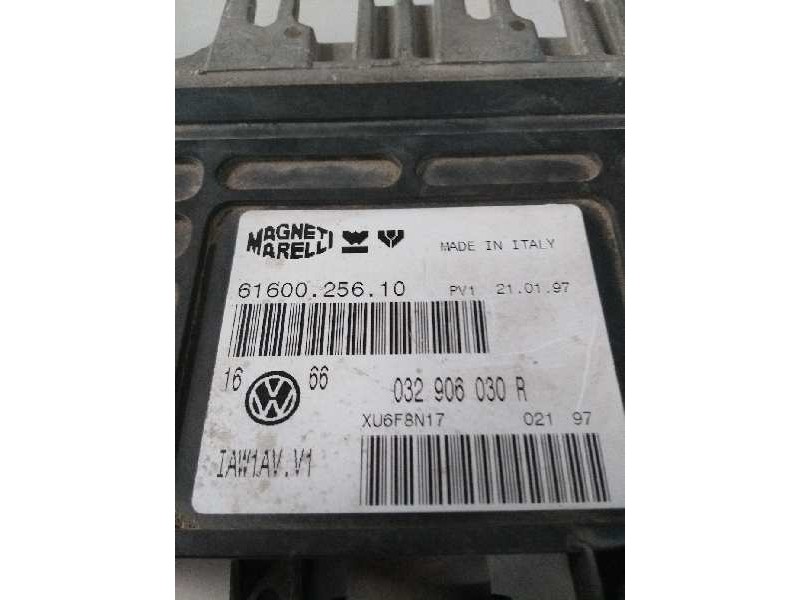 MAGNETI
MARELLI
MADE IN ITALY
61600.256.10
PV1 21.01.97
16 66
032 906 030 R
XU6F8N17 021 97
IAW1AV.V1